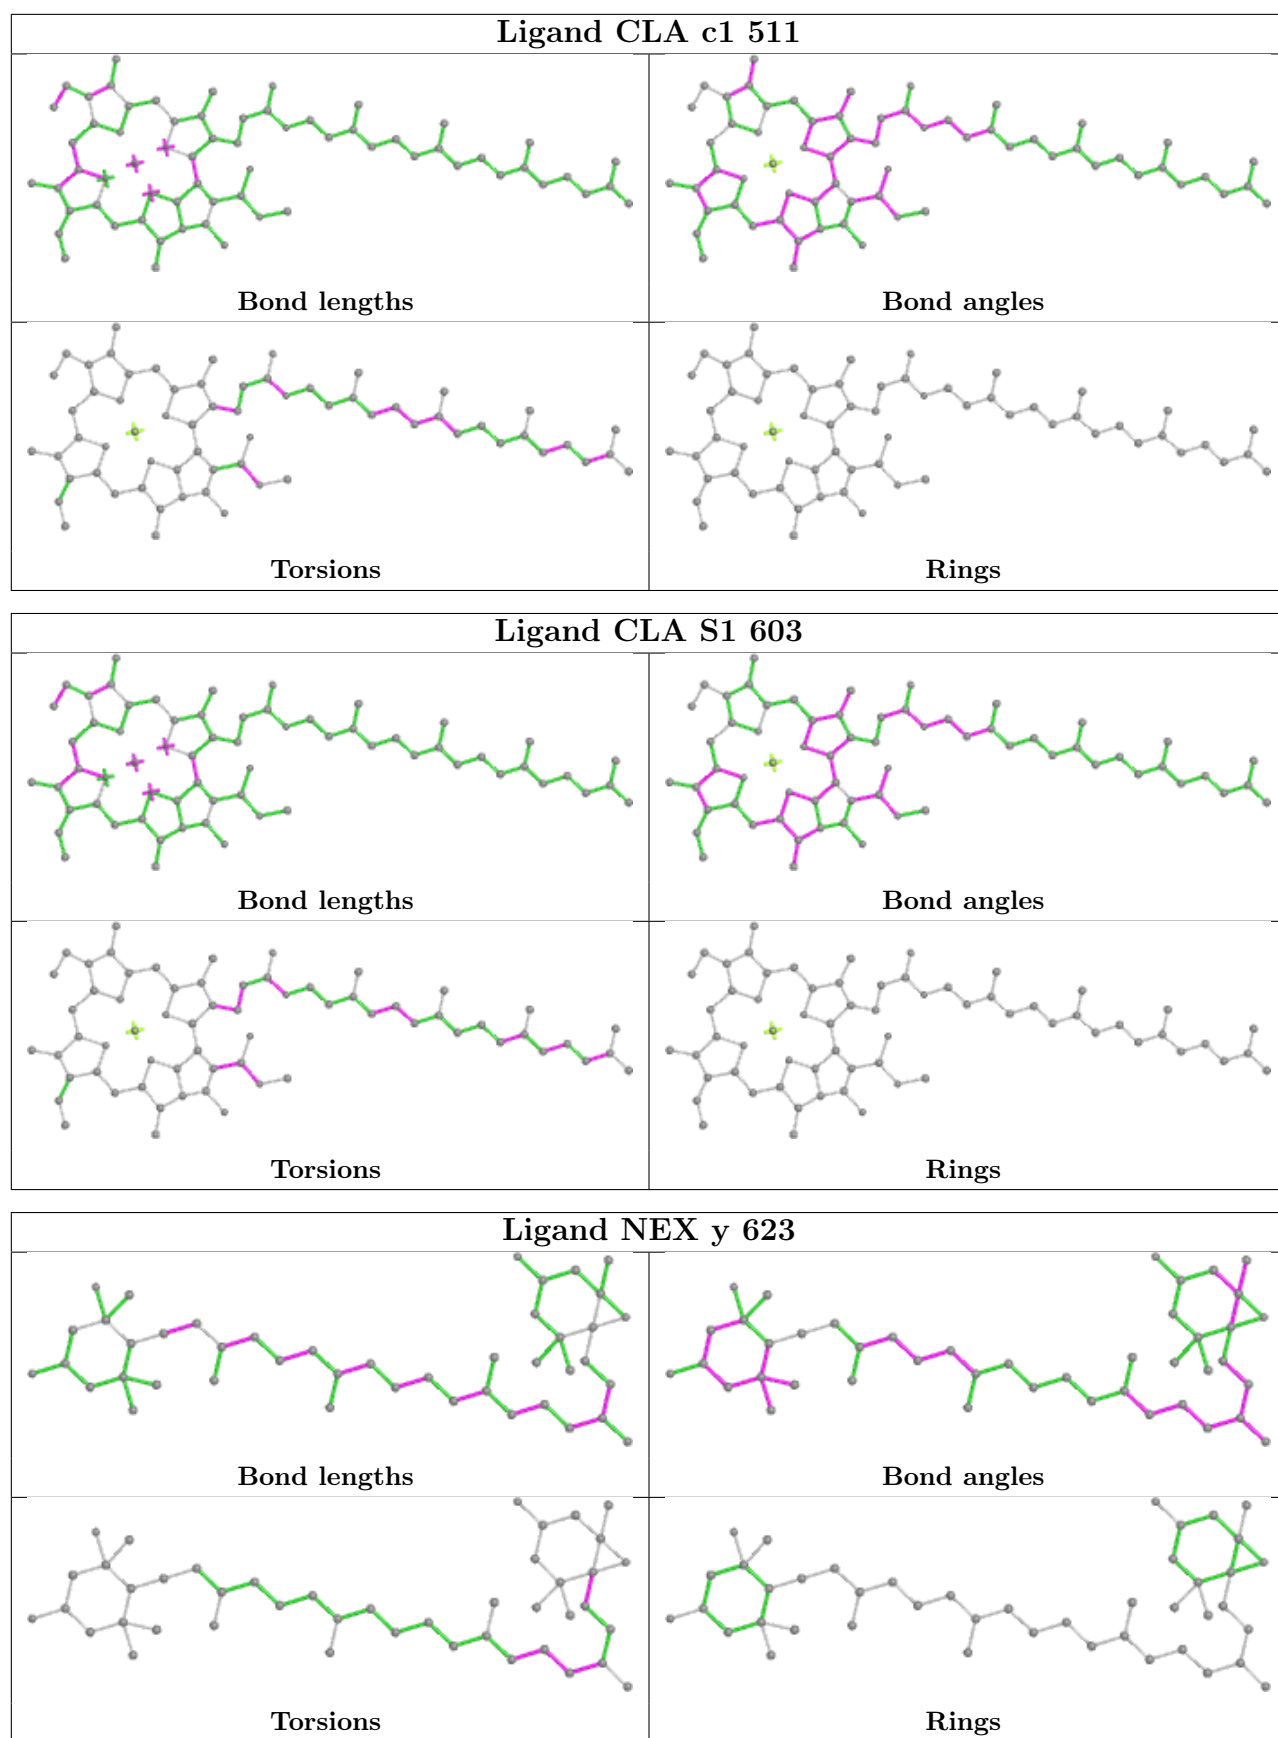 Ligand CLA c1 511
Bond lengths
Bond angles
Torsions
Rings
Ligand CLA S1 603
Bond lengths
Bond angles
Torsions
Rings
Ligand NEX y 623
Bond lengths
Bond angles
Torsions
Rings